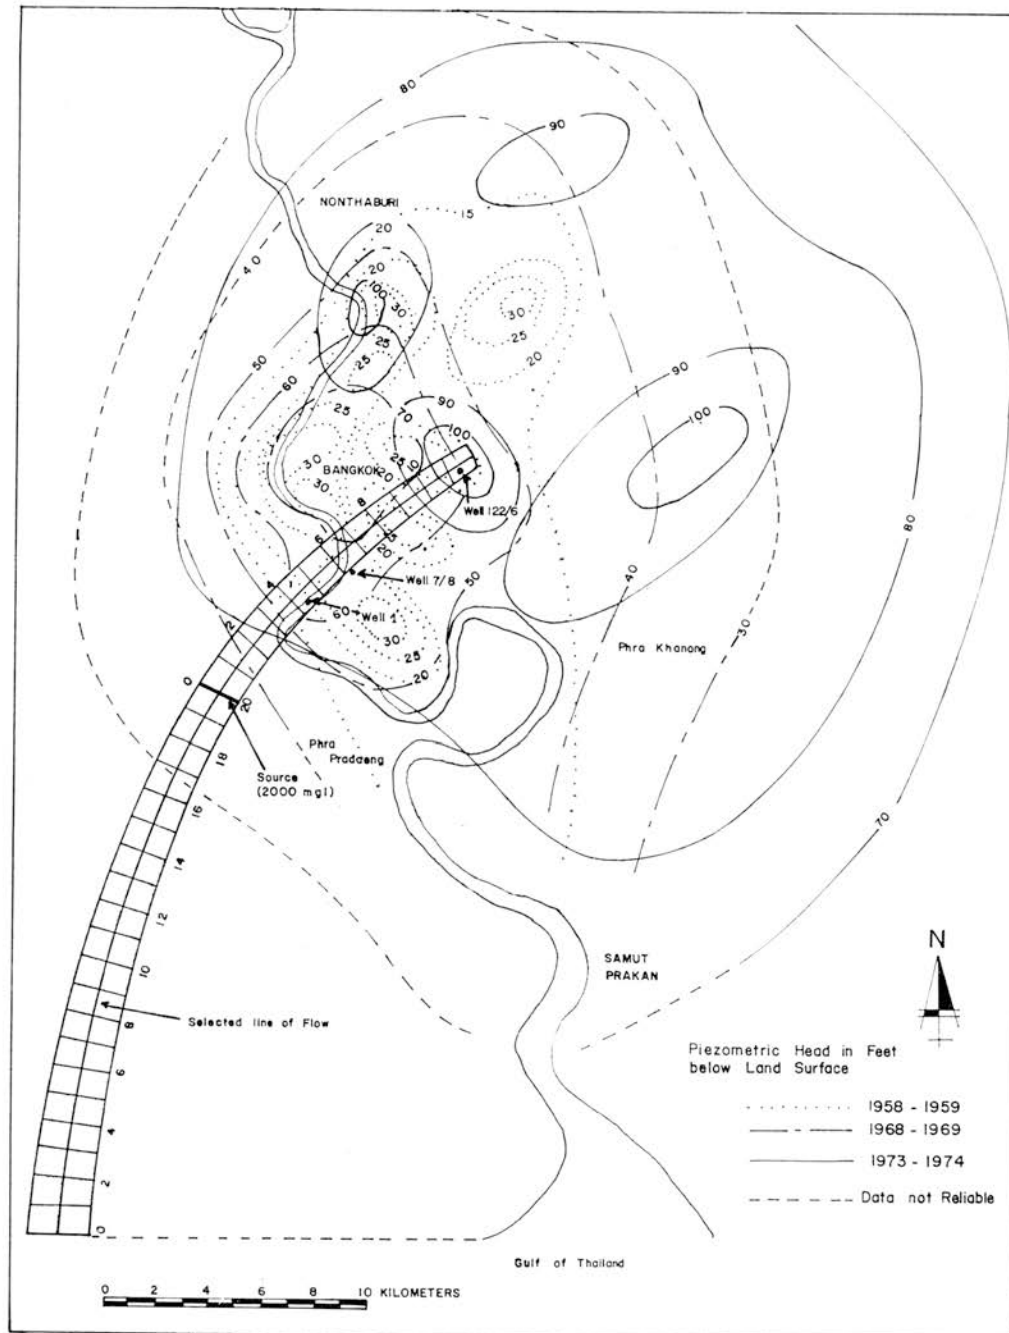 80
90
NONTHABURI
15
20
40
20
100
30
30
25
25
25
20
50
60
90
25
70
90
100
100
30
BANGKOK
25
20
10
30
8
Well 122/6
25
20
6
80
50
Well 7/8
4
40
60
Well 1
2
30
30
25
Phra Khanong
20
0
20
Phra
Pradaeng
18
Source
(2000 mgl)
16
70
14
12
SAMUT
PRAKAN
N
10
Selected line of Flow
8
Piezometric Head in Feet
below Land Surface
6
1958 - 1959
4
1968 - 1969
1973 - 1974
2
Data not Reliable
0
Gulf of Thailand
0 2 4 6 8 10 KILOMETERS